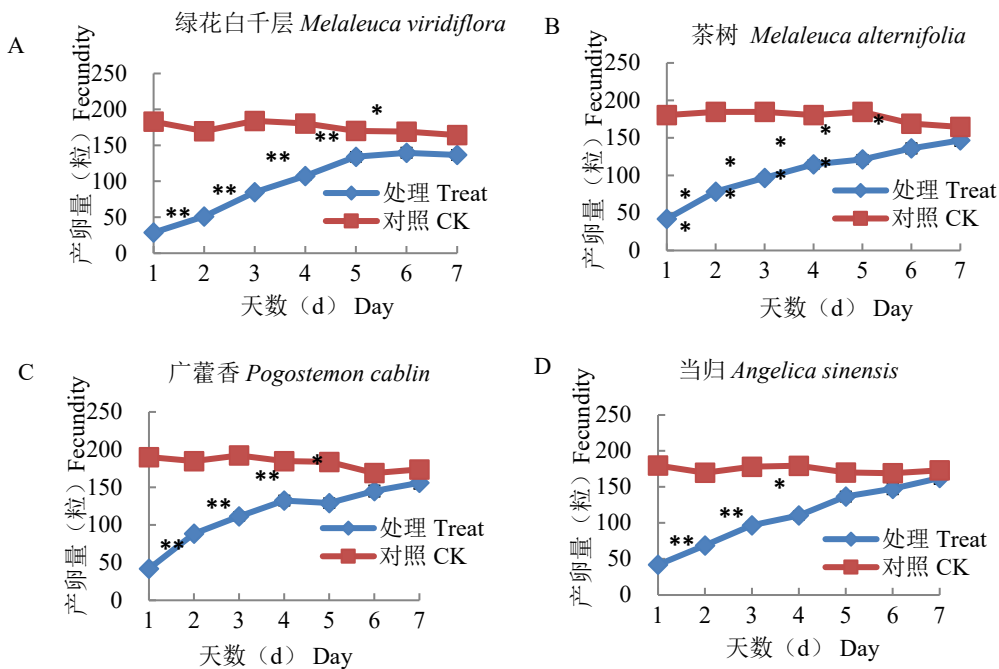 A
绿花白千层 Melaleuca viridiflora
产卵量（粒）Fecundity
250
200
150
100
50
0
*
**
**
**
**
处理 Treat
对照 CK
1 2 3 4 5 6 7
天数（d）Day
B
茶树 Melaleuca alternifolia
产卵量（粒）Fecundity
250
200
150
100
50
0
*
*
*
*
*
*
*
*
*
处理 Treat
对照 CK
1 2 3 4 5 6 7
天数（d）Day
C
广藿香 Pogostemon cablin
产卵量（粒）Fecundity
250
200
150
100
50
0
*
**
**
**
处理 Treat
对照 CK
1 2 3 4 5 6 7
天数（d）Day
D
当归 Angelica sinensis
产卵量（粒）Fecundity
250
200
150
100
50
0
*
**
**
处理 Treat
对照 CK
1 2 3 4 5 6 7
天数（d）Day